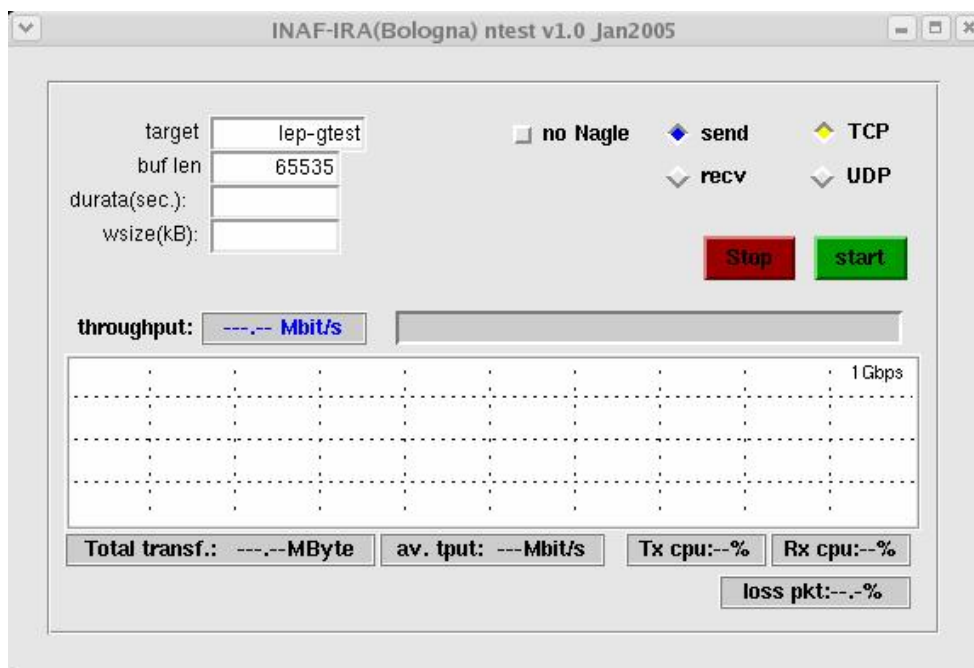 INAF-IRA(Bologna) ntest v1.0 Jan2005
target lep-gtest no Nagle send TCP
buf len 65535 recv UDP
durata(sec.):
wsize(kB):
Stop start
throughput: ---.-- Mbit/s
1 Gbps
Total transf.: ---.--MByte av. tput: ---Mbit/s Tx cpu:--% Rx cpu:--%
loss pkt:--.-%